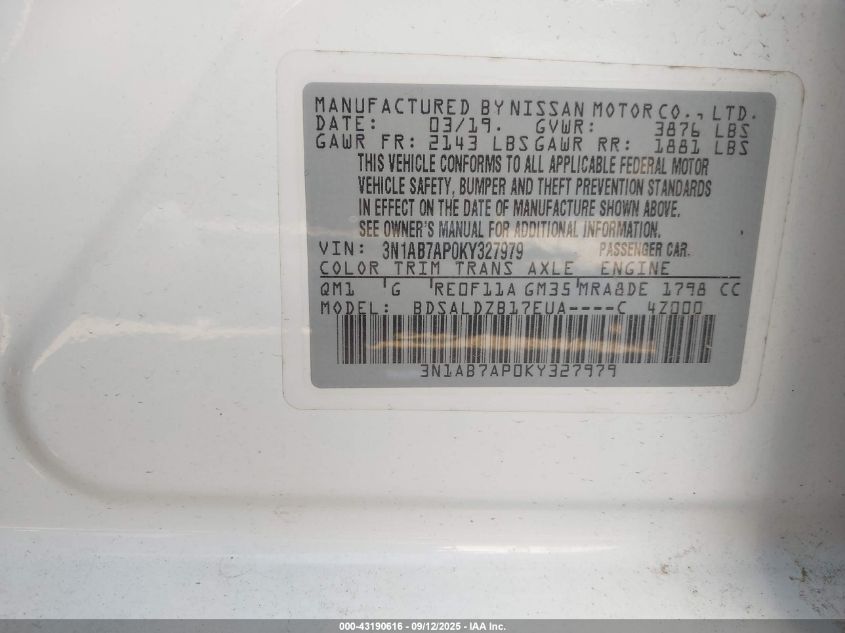 MANUFACTURED BY NISSAN MOTOR CO., LTD.
DATE: 03/19. GVWR: 3876 LBS
GAWR FR: 2143 LBS GAWR RR: 1881 LBS
THIS VEHICLE CONFORMS TO ALL APPLICABLE FEDERAL MOTOR
VEHICLE SAFETY, BUMPER AND THEFT PREVENTION STANDARDS
IN EFFECT ON THE DATE OF MANUFACTURE SHOWN ABOVE.
SEE OWNER'S MANUAL FOR ADDITIONAL INFORMATION.
VIN: 3N1AB7AP0KY327979 PASSENGER CAR.
COLOR TRIM TRANS AXLE ENGINE
QM1 G RE0F11A GM35 MRA8DE 1798 CC
MODEL: BDSALDZB17EUA----C 4Z000
3N1AB7AP0KY327979
000-43190616 - 09/12/2025 - IAA Inc.